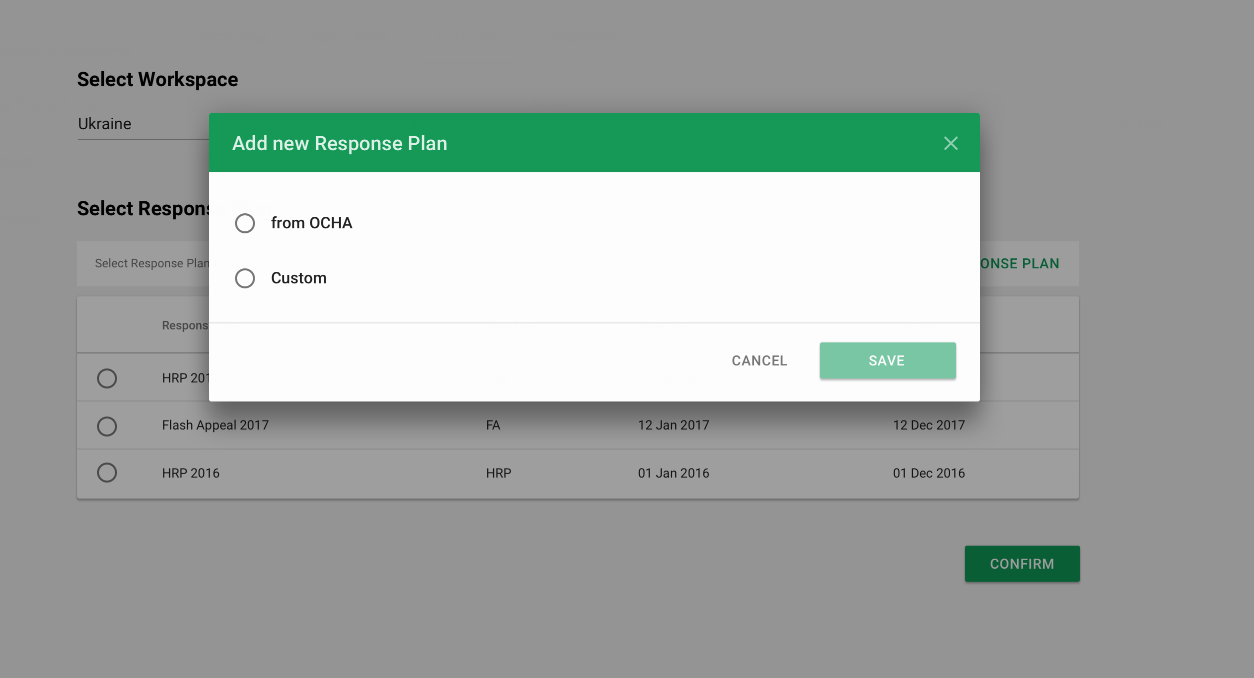 Select Workspace
Ukraine
Add new Response Plan
from OCHA
Custom
CANCEL
SAVE
Select Respons
Select Response Plan
ONSE PLAN
Respons
HRP 201
Flash Appeal 2017 FA 12 Jan 2017 12 Dec 2017
HRP 2016 HRP 01 Jan 2016 01 Dec 2016
CONFIRM